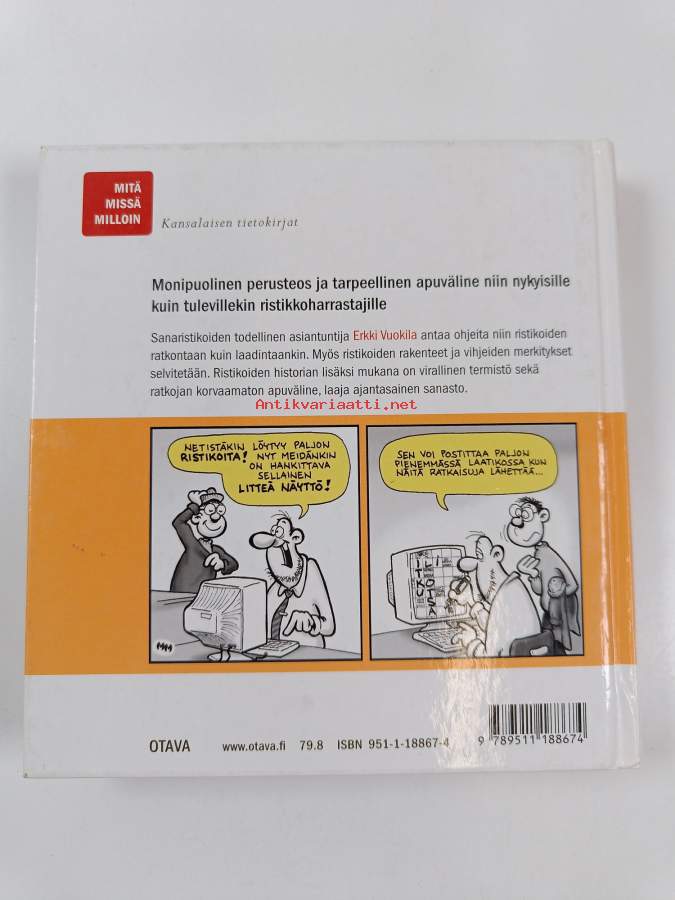 MITÄ
MISSÄ
MILLOIN
Kansalaisen tietokirjat
Monipuolinen perusteos ja tarpeellinen apuväline niin nykyisille
kuin tulevillekin ristikkoharrastajille
Sanaristikoiden todellinen asiantuntija Erkki Vuokila antaa ohjeita niin ristikoiden
ratkontaan kuin laadintaankin. Myös ristikoiden rakenteet ja vihjeiden merkitykset
selvitetään. Ristikoiden historian lisäksi mukana on virallinen termistö sekä
ratkojan korvaamaton apuväline, laaja ajantasainen sanasto.
Antikvariaatti.net
NETISTÄKIN LÖYTYY PALJON
RISTIKOITA! NYT MEIDÄNKIN
ON HANKITTAVA
SELLAINEN
LITTEÄ NÄYTTÖ!
SEN VOI POSTITTAA PALJON
PIENEMMÄSSÄ LAATIKOSSA KUN
NÄITÄ RATKAISUJA LÄHETTÄÄ...
OTAVA www.otava.fi 79.8 ISBN 951-1-18867-4
9 789511 188674